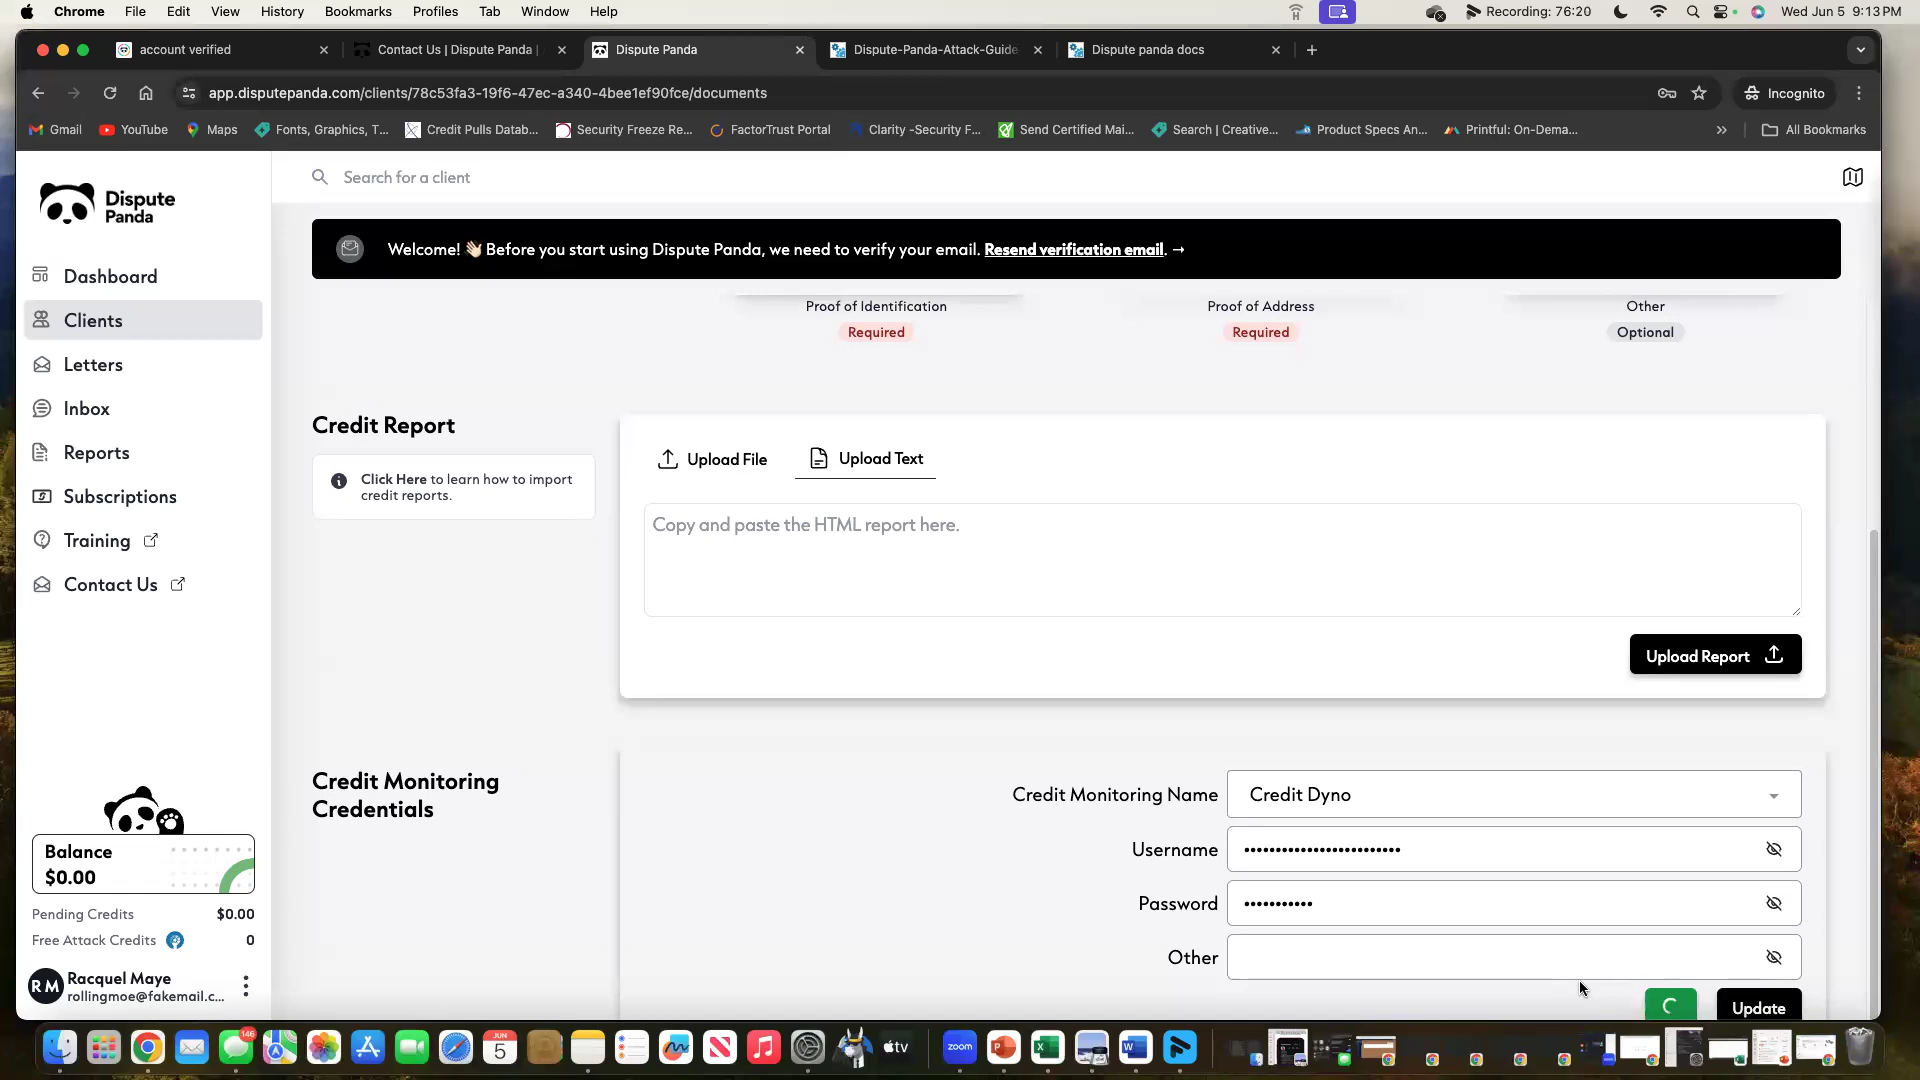 Chrome File Edit View History Bookmarks Profiles Tab Window Help Recording: 76:20 Wed Jun 5 9:13 PM
account verified Contact Us | Dispute Panda | Dispute Panda Dispute-Panda-Attack-Guide Dispute panda docs
app.disputepanda.com/clients/78c53fa3-19f6-47ec-a340-4bee1ef90fce/documents Incognito
Gmail YouTube Maps Fonts, Graphics, T... Credit Pulls Datab... Security Freeze Re... FactorTrust Portal Clarity -Security F... Send Certified Mai... Search | Creative... Product Specs An... Printful: On-Dema... » All Bookmarks
Dispute
Panda
Search for a client
Welcome! 👋🏻 Before you start using Dispute Panda, we need to verify your email. Resend verification email. →
Dashboard
Clients
Letters
Inbox
Reports
Subscriptions
Training
Contact Us
Balance
$0.00
Pending Credits $0.00
Free Attack Credits 0
RM Racquel Maye
rollingmoe@fakemail.c...
Proof of Identification
Required
Proof of Address
Required
Other
Optional
Credit Report
Click Here to learn how to import
credit reports.
Upload File Upload Text
Copy and paste the HTML report here.
Upload Report
Credit Monitoring
Credentials
Credit Monitoring Name Credit Dyno
Username •••••••••••••••••••••••••
Password •••••••••••
Other
Update
146
JUN
5
tv
zoom